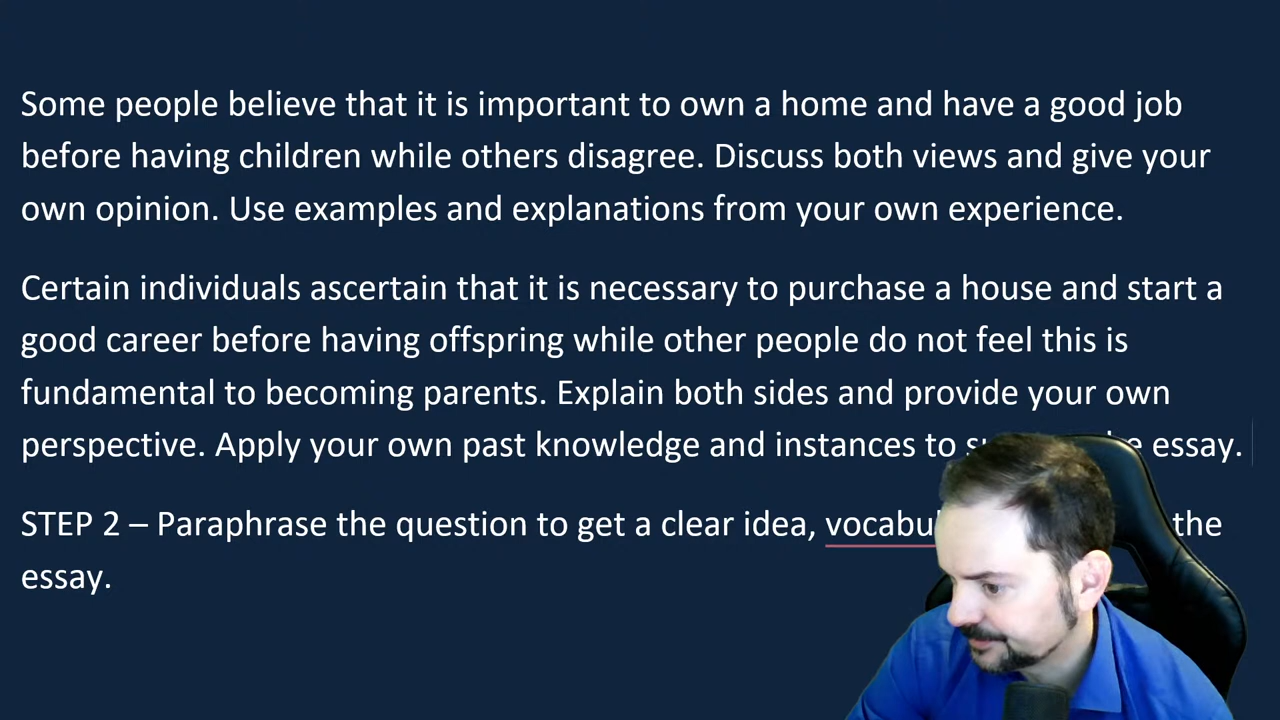 Some people believe that it is important to own a home and have a good job
before having children while others disagree. Discuss both views and give your
own opinion. Use examples and explanations from your own experience.
Certain individuals ascertain that it is necessary to purchase a house and start a
good career before having offspring while other people do not feel this is
fundamental to becoming parents. Explain both sides and provide your own
perspective. Apply your own past knowledge and instances to essay.
STEP 2 – Paraphrase the question to get a clear idea, the
essay.